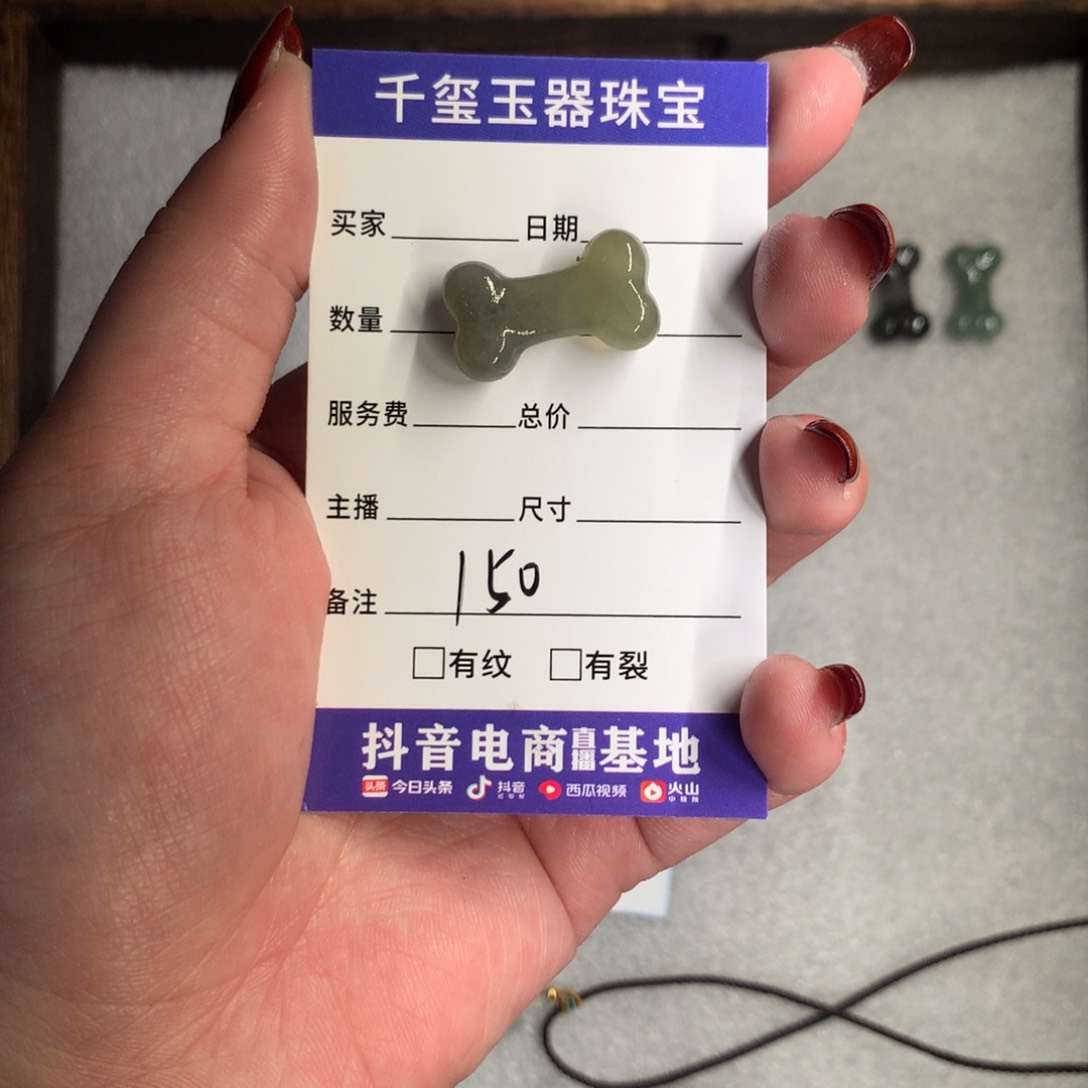 千玺玉器珠宝
买家 日期
数量
服务费 总价
主播 尺寸
150
备注
□有纹 □有裂
抖音电商直播基地
头条 今日头条 抖音 西瓜视频 火山